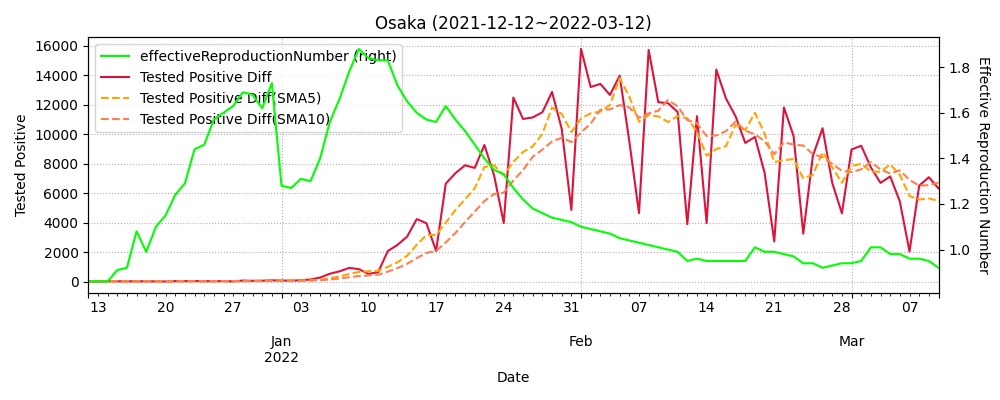 Osaka (2021-12-12~2022-03-12)
effectiveReproductionNumber (right)
Tested Positive Diff
Tested Positive Diff(SMA5)
Tested Positive Diff(SMA10)
Tested Positive
16000
14000
12000
10000
8000
6000
4000
2000
0
Effective Reproduction Number
1.8
1.6
1.4
1.2
1.0
13 20 27 03 10 17 24 31 07 14 21 28 07
Jan Feb Mar
2022
Date